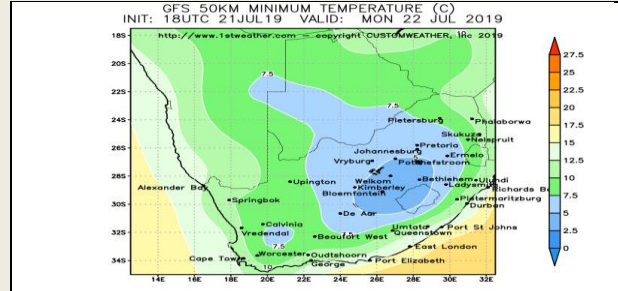 GFS 50KM MINIMUM TEMPERATURE (C)
INIT: 18UTC 21JUL19 VALID: MON 22 JUL 2019
http://www.1stweather.com — copyright CUSTOMWEATHER, Inc 2019
18S 10
20S 7.5
22S
7.5
24S Pietersburg Phalaborwa
Skukuza
Nelspruit
26S Johannesburg Pretoria
Vryburg Potchefstroom Ermelo
28S Welkom Bethlehem Ulundi
Alexander Bay Upington Kimberley Ladysmith
Bloemfontein Richards B
30S Springbok Pietermaritzburg
De Aar Durban
32S Calvinia Umtata Port St Johns
Vredendal 7.5 Queenstown
7.5 Beaufort West
East London
34S Cape Town Worcester Oudtshoorn
10 George Port Elizabeth
14E 16E 18E 20E 22E 24E 26E 28E 30E 32E
27.5
25
22.5
20
17.5
15
12.5
10
7.5
5
2.5
0